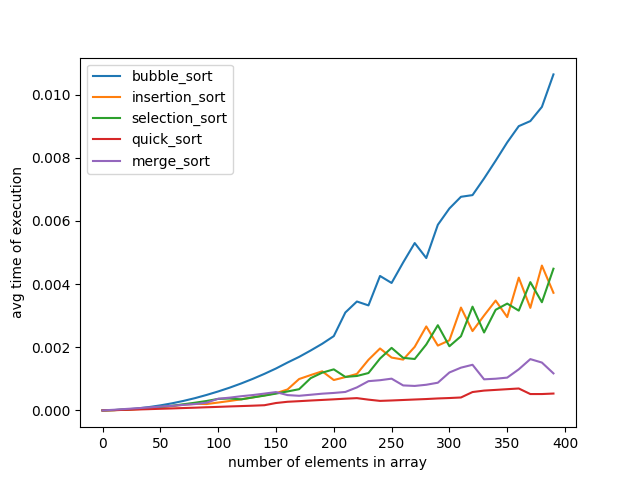 bubble_sort
insertion_sort
selection_sort
quick_sort
merge_sort
0.010
0.008
0.006
0.004
0.002
0.000
avg time of execution
0 50 100 150 200 250 300 350 400
number of elements in array